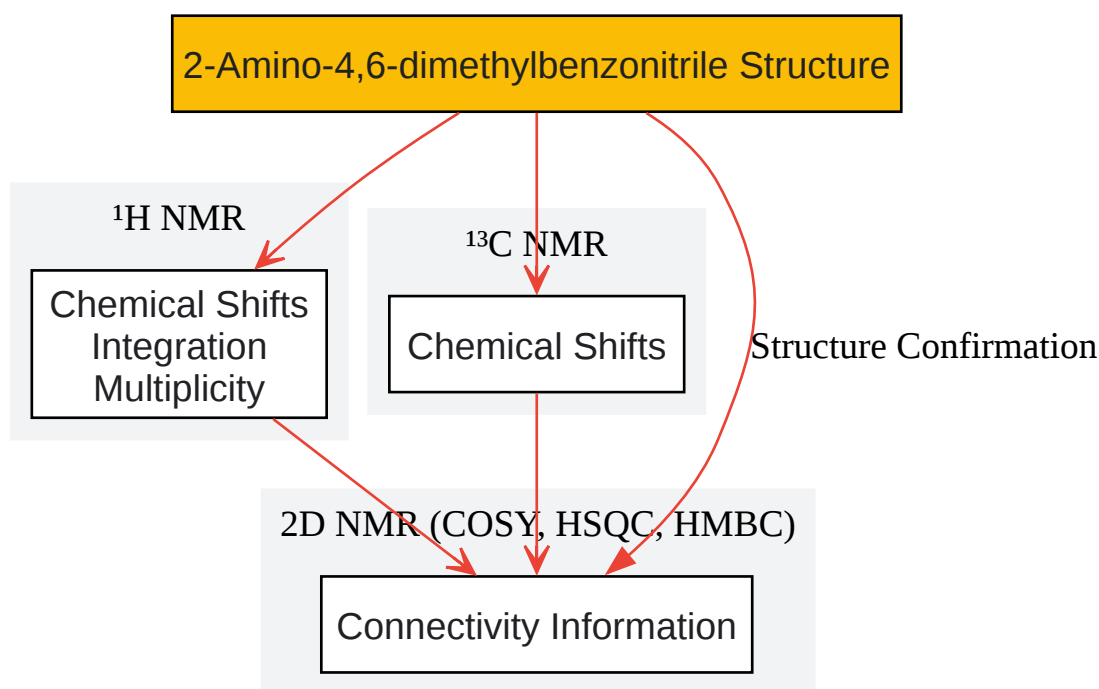 2-Amino-4,6-dimethylbenzonitrile Structure
¹H NMR
Chemical Shifts
Integration
Multiplicity
¹³C NMR
Chemical Shifts
Structure Confirmation
2D NMR (COSY, HSQC, HMBC)
Connectivity Information